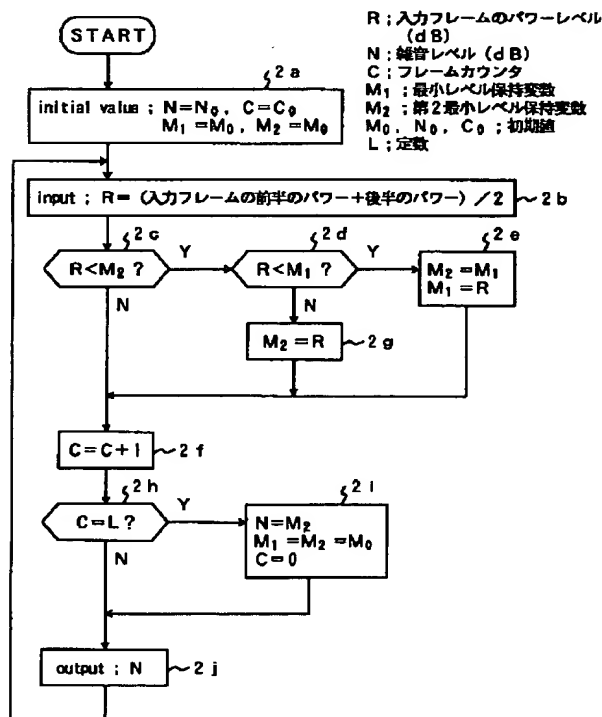 R；入力フレームのパワーレベル
（dB）
N；雑音レベル（dB）
C；フレームカウンタ
M₁；最小レベル保持変数
M₂；第2最小レベル保持変数
M₀，N₀，C₀；初期値
L；定数
START
2a
initial value ; N=N₀, C=C₀
M₁=M₀, M₂=M₀
input ; R=（入力フレームの前半のパワー+後半のパワー）/2
2b
2c
R<M₂ ?
Y
N
2d
R<M₁ ?
Y
N
2e
M₂=M₁
M₁=R
M₂=R
2g
C=C+1
2f
2h
C=L ?
Y
N
2i
N=M₂
M₁=M₂=M₀
C=0
output ; N
2j